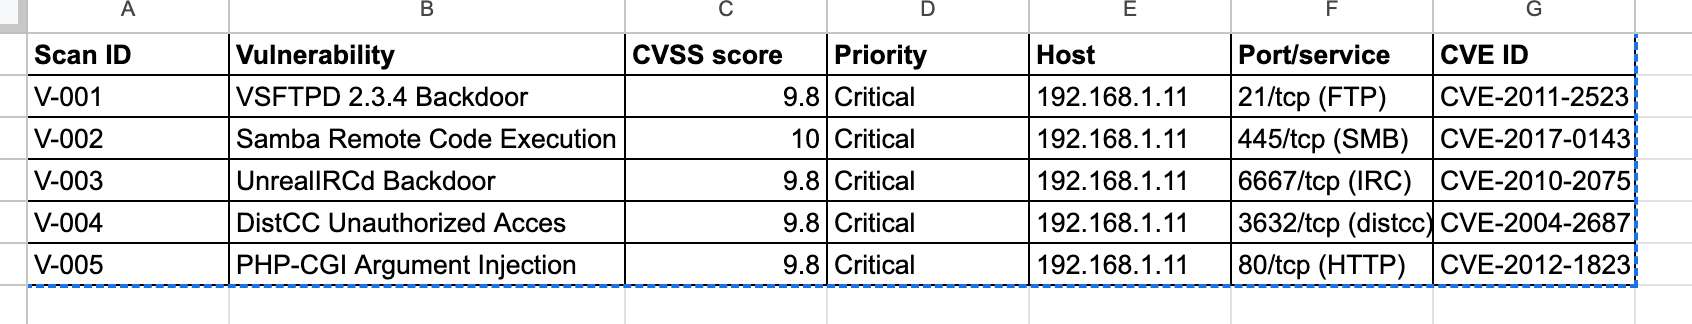 A B C D E F G
Scan ID Vulnerability CVSS score Priority Host Port/service CVE ID
V-001 VSFTPD 2.3.4 Backdoor 9.8 Critical 192.168.1.11 21/tcp (FTP) CVE-2011-2523
V-002 Samba Remote Code Execution 10 Critical 192.168.1.11 445/tcp (SMB) CVE-2017-0143
V-003 UnrealIRCd Backdoor 9.8 Critical 192.168.1.11 6667/tcp (IRC) CVE-2010-2075
V-004 DistCC Unauthorized Acces 9.8 Critical 192.168.1.11 3632/tcp (distcc) CVE-2004-2687
V-005 PHP-CGI Argument Injection 9.8 Critical 192.168.1.11 80/tcp (HTTP) CVE-2012-1823